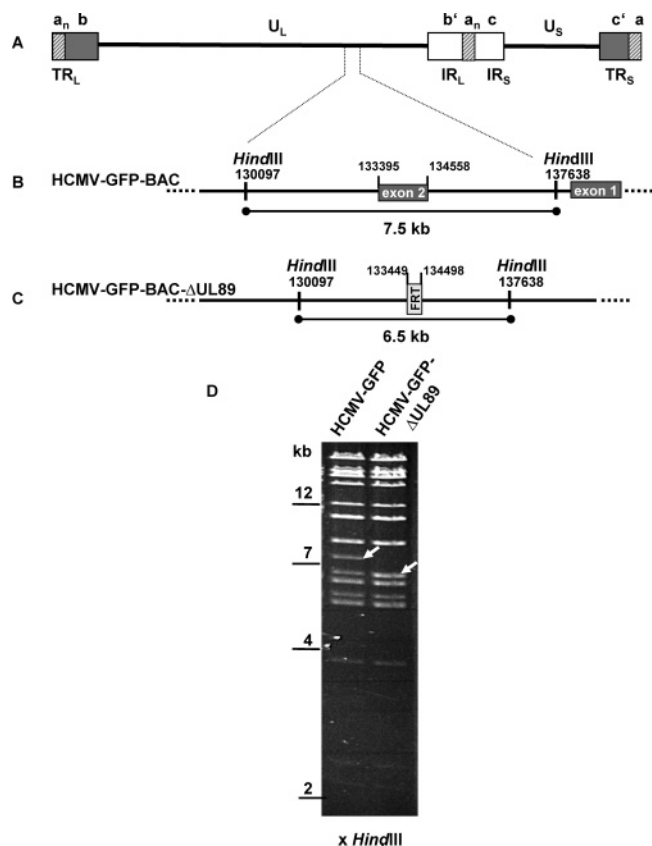 A
a n b
U L
b' a n c
U S
c' a
TR L
IR L IR S
TR S
B HCMV-GFP-BAC
HindIII
130097
133395 134558
exon 2
HindIII
137638
exon 1
7.5 kb
C HCMV-GFP-BAC-ΔUL89
HindIII
130097
133449 134498
FRT
HindIII
137638
6.5 kb
D
HCMV-GFP
HCMV-GFP-
ΔUL89
kb
12
7
4
2
x HindIII